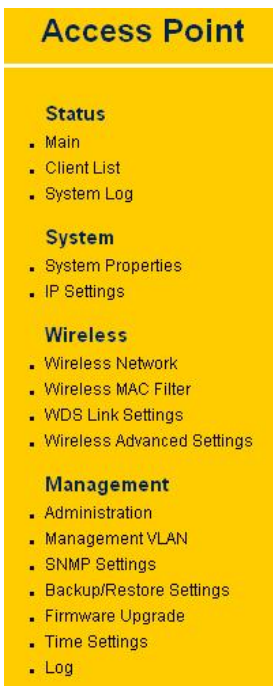 Access Point
Status
Main
Client List
System Log
System
System Properties
IP Settings
Wireless
Wireless Network
Wireless MAC Filter
WDS Link Settings
Wireless Advanced Settings
Management
Administration
Management VLAN
SNMP Settings
Backup/Restore Settings
Firmware Upgrade
Time Settings
Log